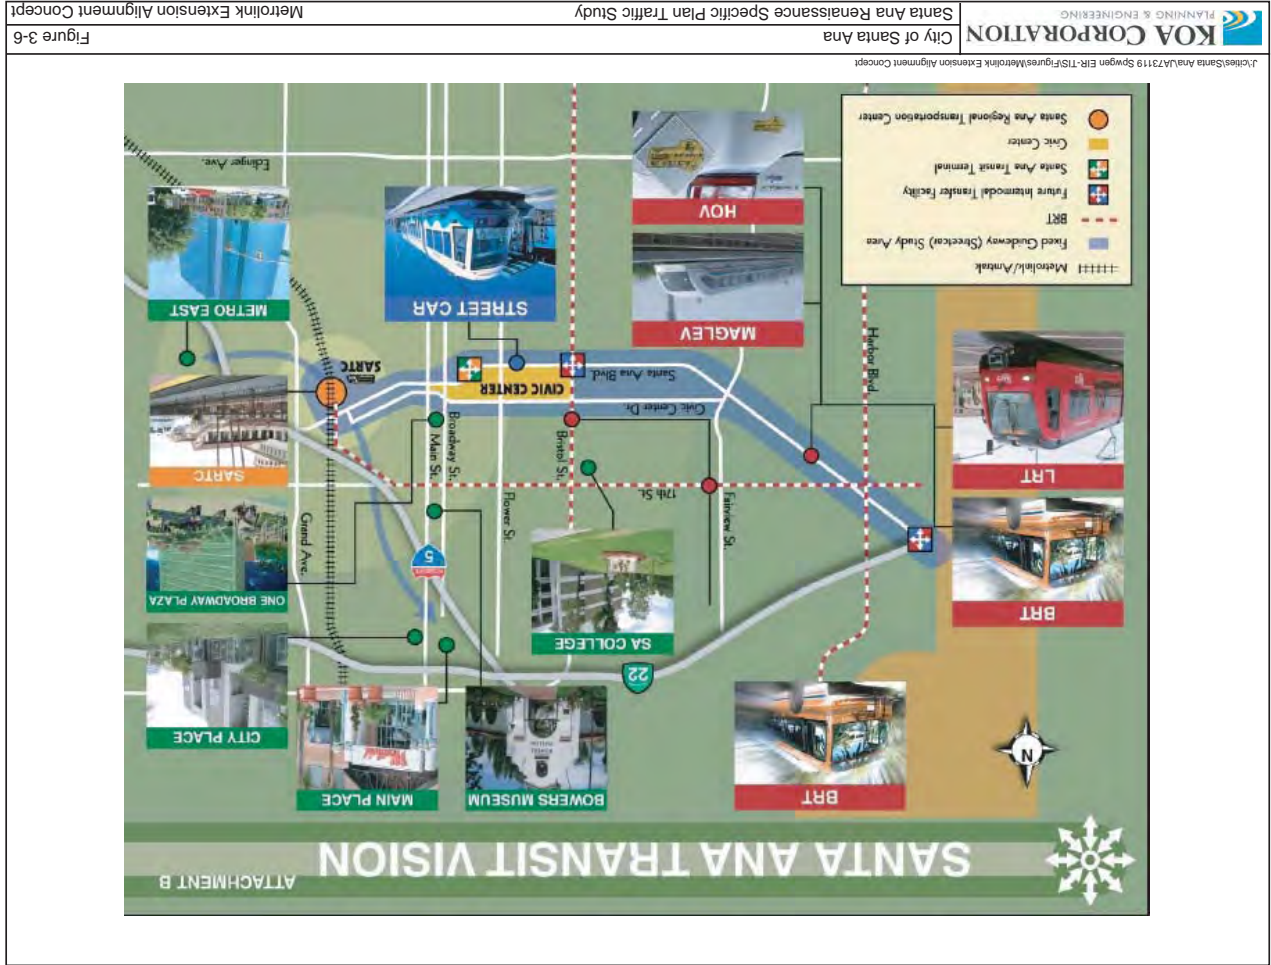 SANTA ANA TRANSIT VISION
ATTACHMENT B
BRT
BOWERS MUSEUM
MAIN PLACE
CITY PLACE
N
22
SA COLLEGE
BRT
ONE BROADWAY PLAZA
5
LRT
17th St.
Fairview St.
Flower St.
Bristol St.
Broadway St.
Main St.
Grand Ave.
SARTC
Civic Center Dr.
Santa Ana Blvd.
CIVIC CENTER
SARTC
Harbor Blvd.
MAGLEV
STREET CAR
METRO EAST
HOV
Edinger Ave.
Metrolink/Amtrak
Fixed Guideway (Streetcar) Study Area
BRT
Future Intermodal Transfer Facility
Santa Ana Transit Terminal
Civic Center
Santa Ana Regional Transportation Center
J:\cities\Santa Ana\JA73119 Spwgen EIR-TIS\Figures\Metrolink Extension Alignment Concept
KOA CORPORATION
PLANNING & ENGINEERING
City of Santa Ana
Figure 3-6
Santa Ana Renaissance Specific Plan Traffic Study
Metrolink Extension Alignment Concept